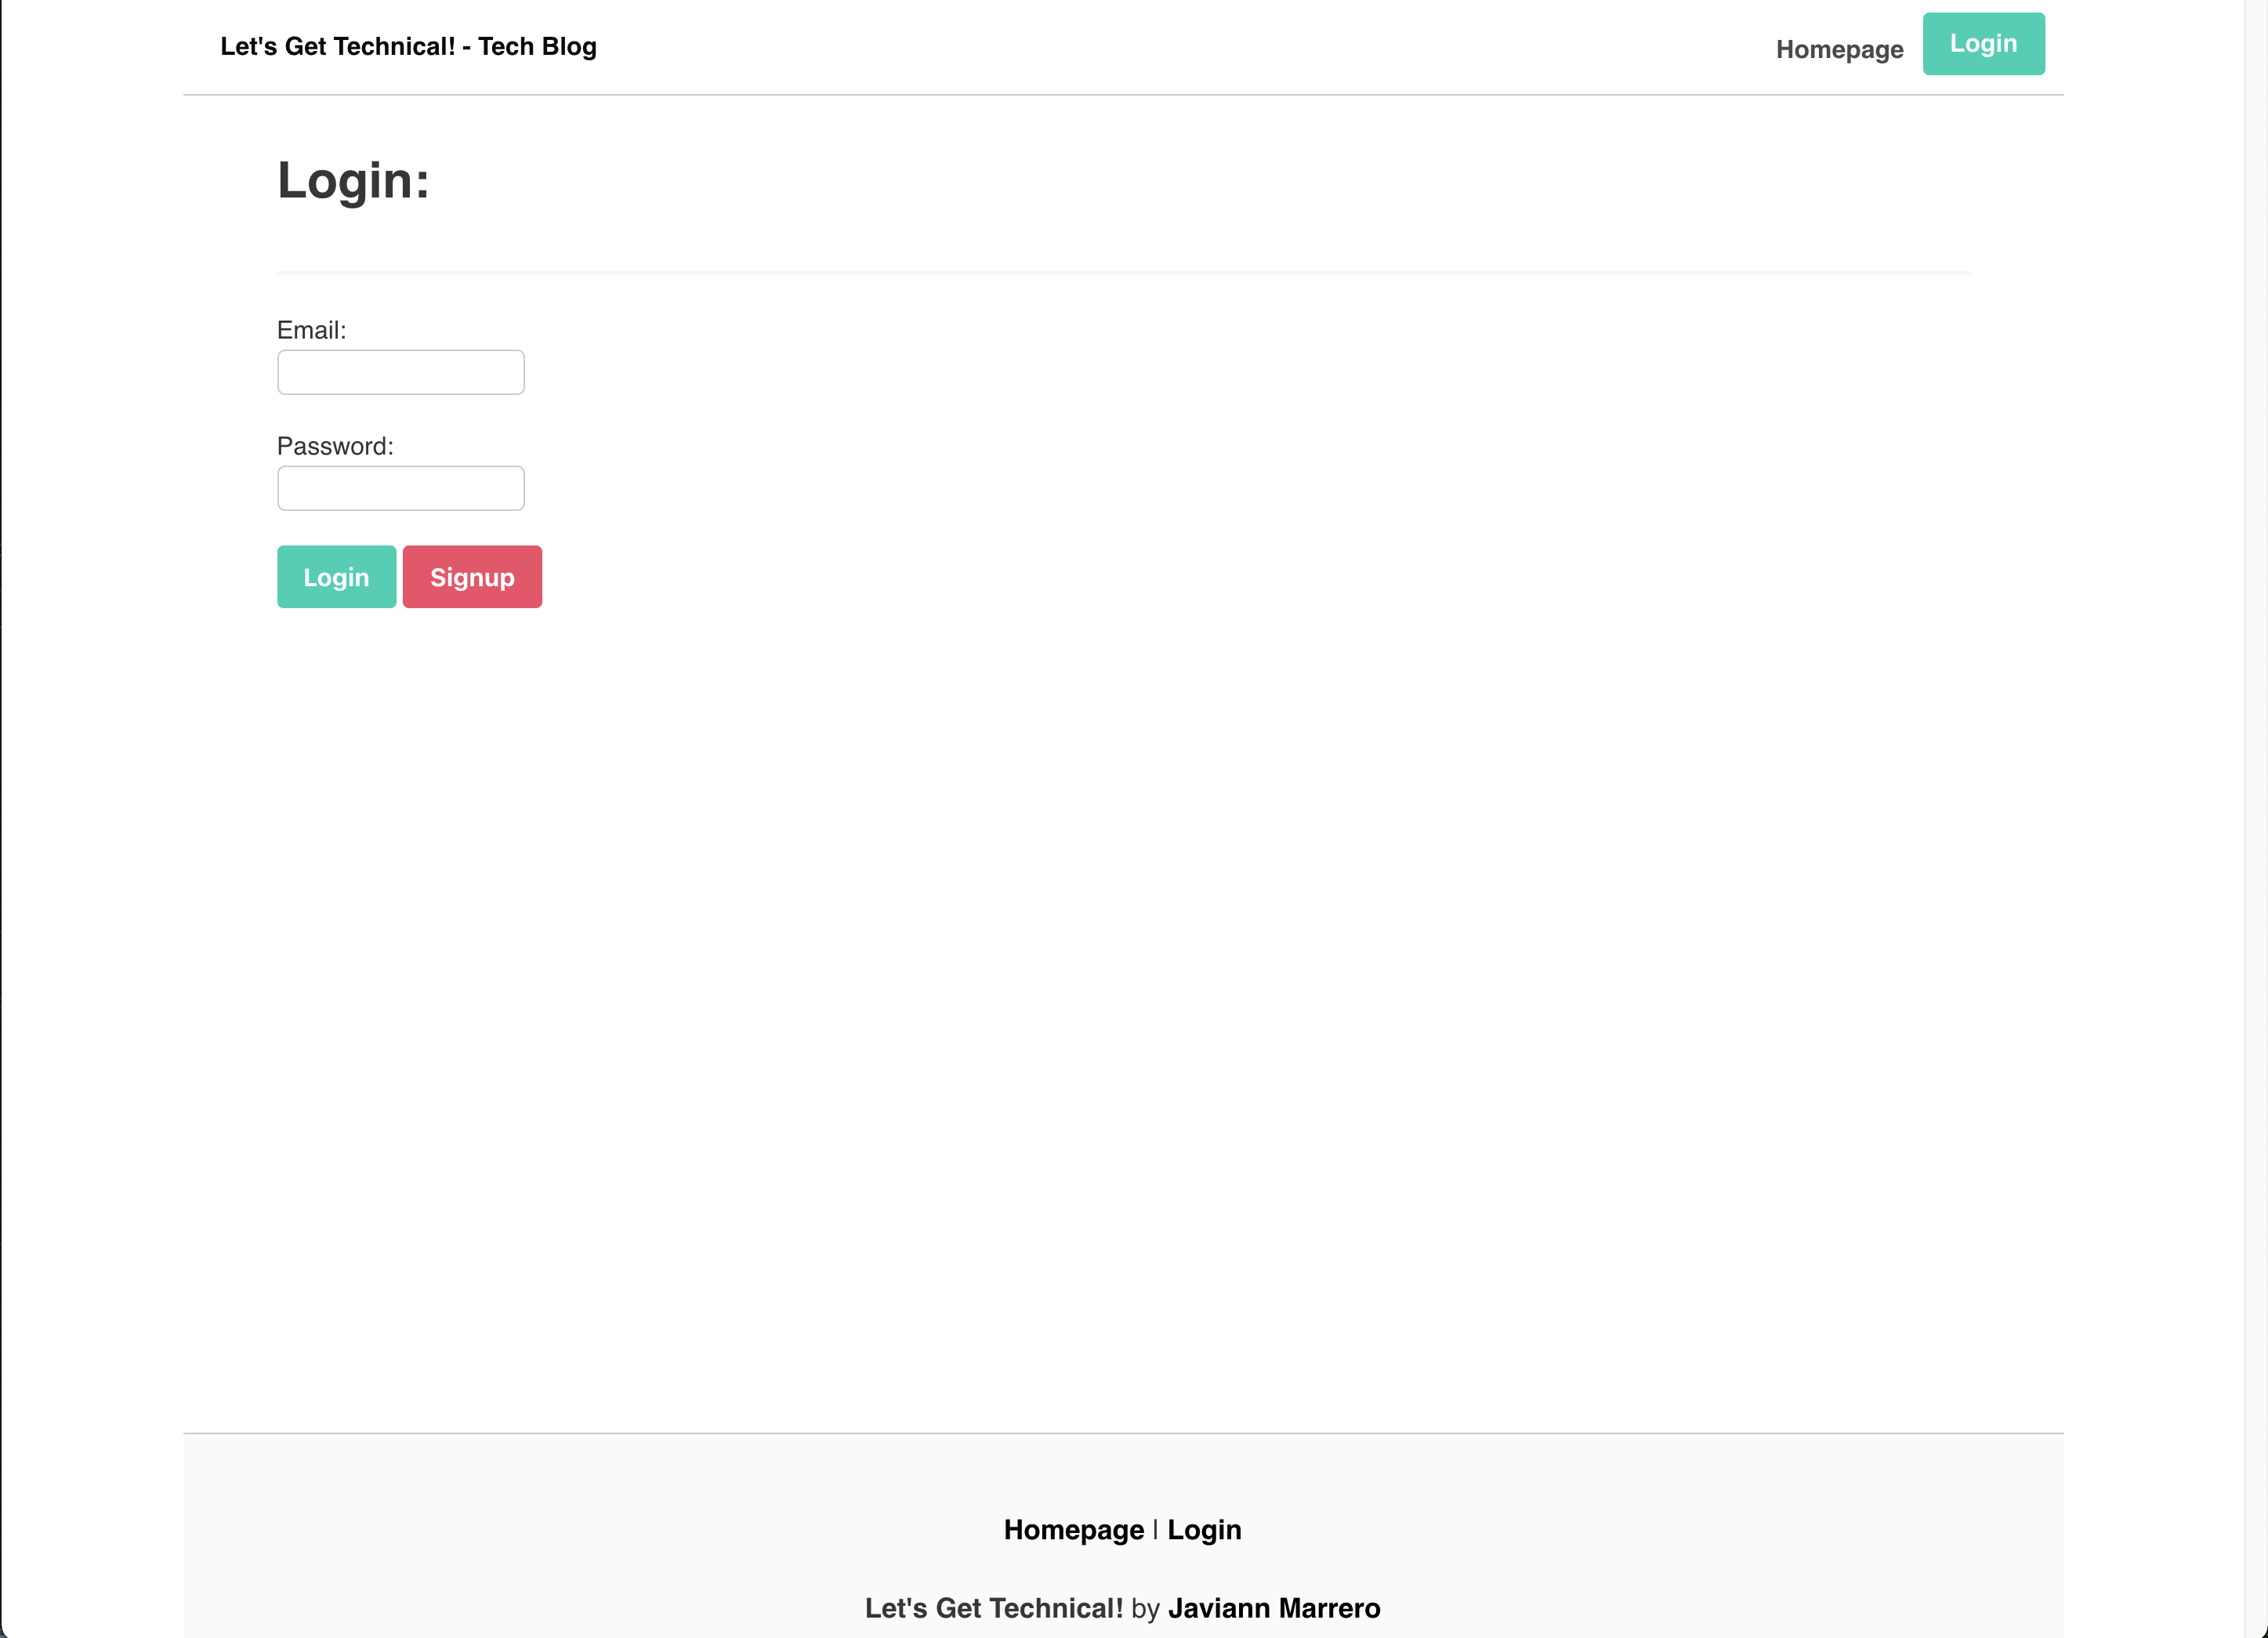 Let's Get Technical! - Tech Blog
Homepage Login
Login:
Email:
Password:
Login Signup
Homepage | Login
Let's Get Technical! by Javiann Marrero